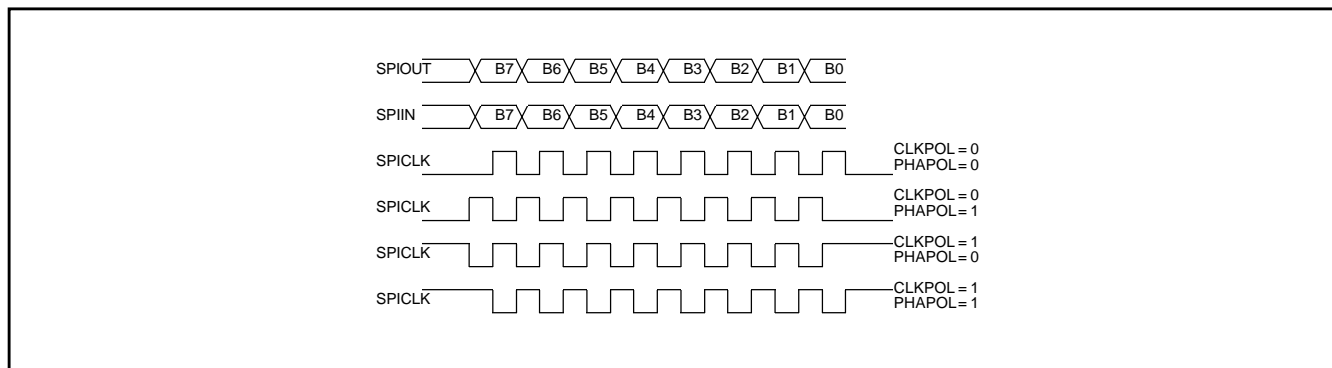 SPIOUT B7 B6 B5 B4 B3 B2 B1 B0
SPIIN B7 B6 B5 B4 B3 B2 B1 B0
SPICLK
CLKPOL = 0
PHAPOL = 0
SPICLK
CLKPOL = 0
PHAPOL = 1
SPICLK
CLKPOL = 1
PHAPOL = 0
SPICLK
CLKPOL = 1
PHAPOL = 1